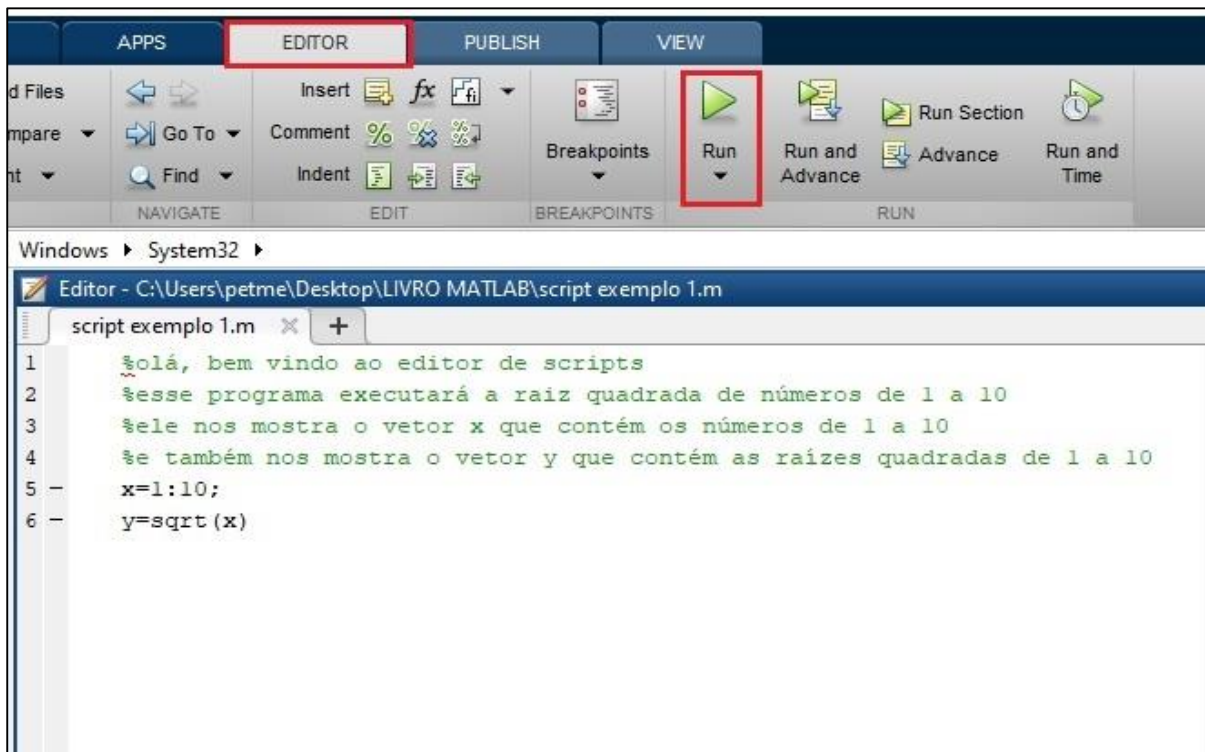 APPS EDITOR PUBLISH VIEW
d Files Insert fx fi
mpare Go To Comment % Breakpoints Run Run and Advance Run Section Advance Run and Time
nt Find Indent
NAVIGATE EDIT BREAKPOINTS RUN
Windows System32
Editor - C:\Users\petme\Desktop\LIVRO MATLAB\script exemplo 1.m
script exemplo 1.m +
1 %olá, bem vindo ao editor de scripts
2 %esse programa executará a raiz quadrada de números de 1 a 10
3 %ele nos mostra o vetor x que contém os números de 1 a 10
4 %e também nos mostra o vetor y que contém as raízes quadradas de 1 a 10
5 – x=1:10;
6 – y=sqrt(x)